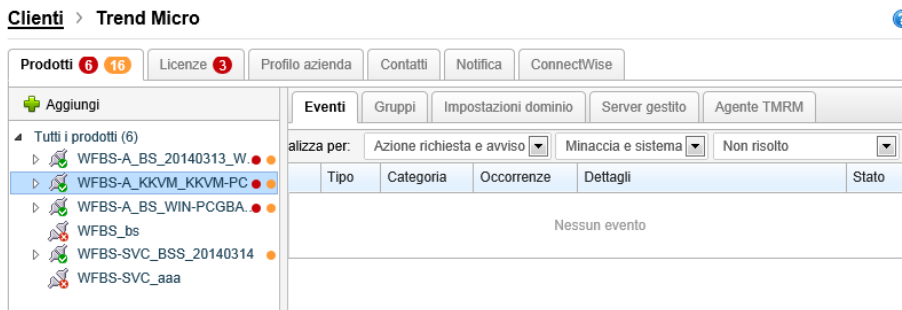 Clienti > Trend Micro
Prodotti 6 16 Licenze 3 Profilo azienda Contatti Notifica ConnectWise
Aggiungi
Eventi Gruppi Impostazioni dominio Server gestito Agente TMRM
Tutti i prodotti (6)
alizza per: Azione richiesta e avviso Minaccia e sistema Non risolto
WFBS-A_BS_20140313_W.
Tipo Categoria Occorrenze Dettagli Stato
WFBS-A_KKVM_KKVM-PC
WFBS-A_BS_WIN-PCGBA..
Nessun evento
WFBS_bs
WFBS-SVC_BSS_20140314
WFBS-SVC_aaa